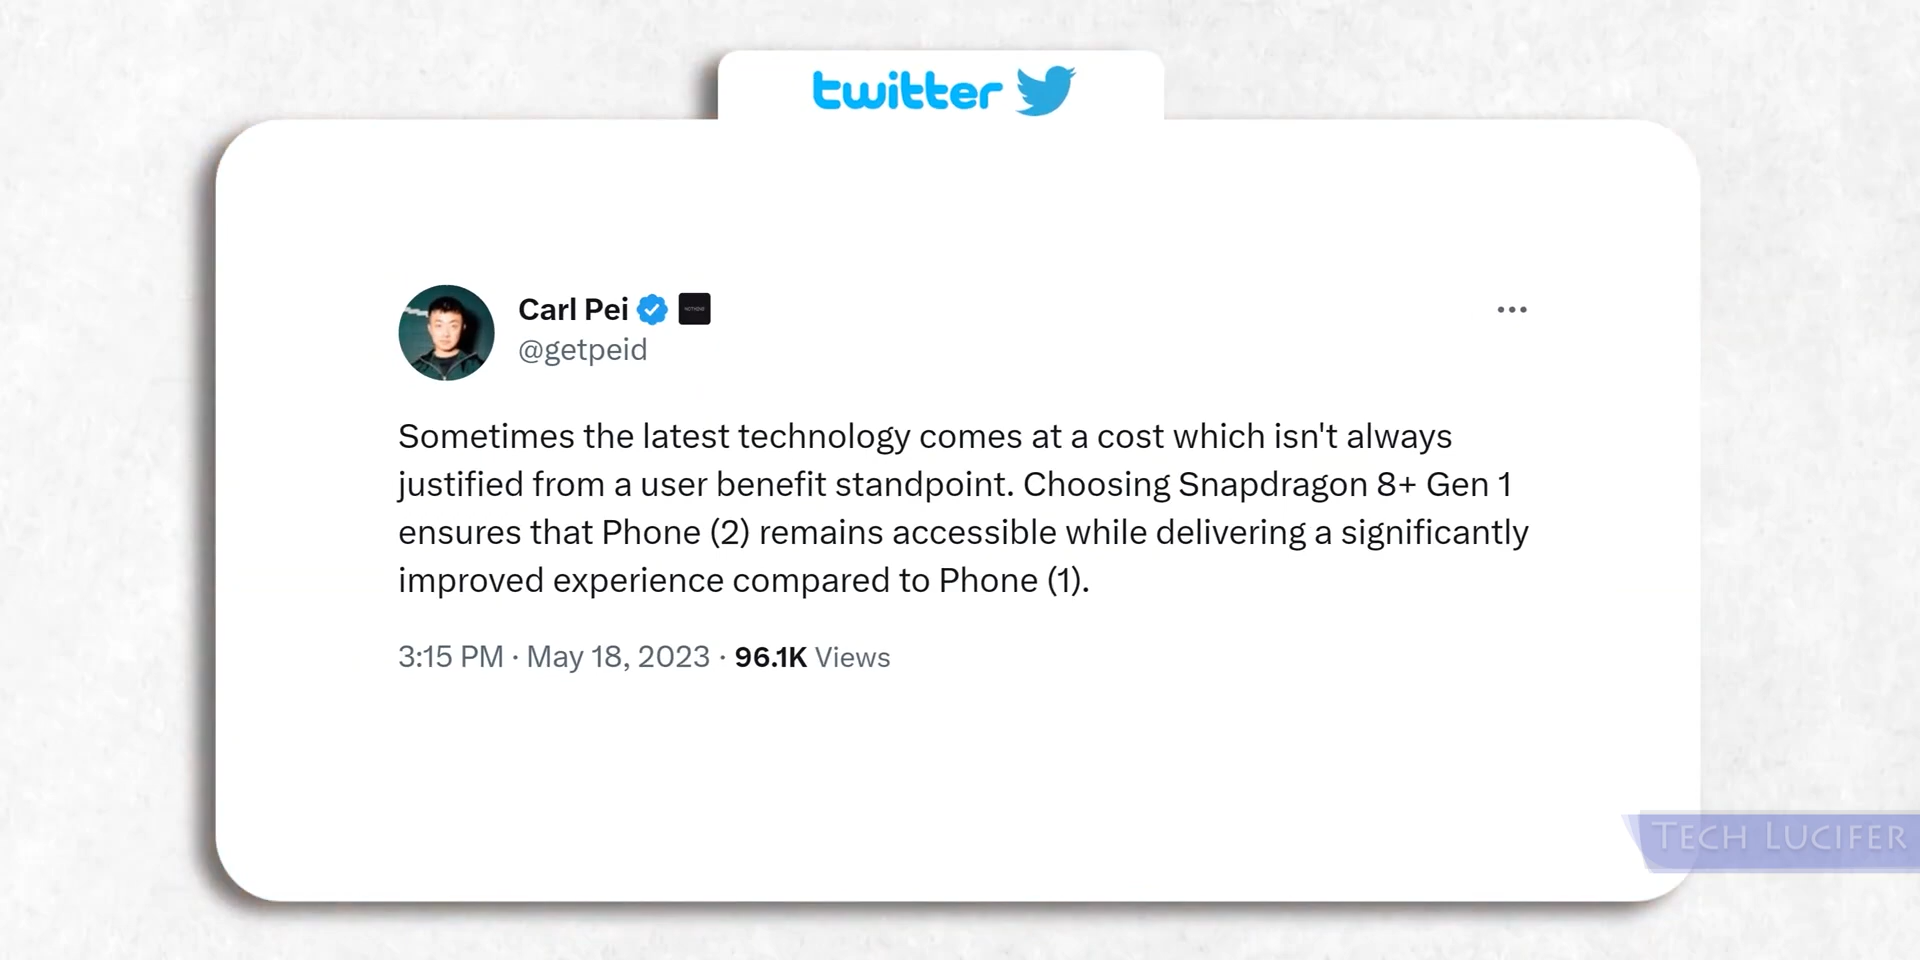 twitter
Carl Pei
@getpeid
Sometimes the latest technology comes at a cost which isn't always
justified from a user benefit standpoint. Choosing Snapdragon 8+ Gen 1
ensures that Phone (2) remains accessible while delivering a significantly
improved experience compared to Phone (1).
3:15 PM · May 18, 2023 · 96.1K Views
TECH LUCIFER